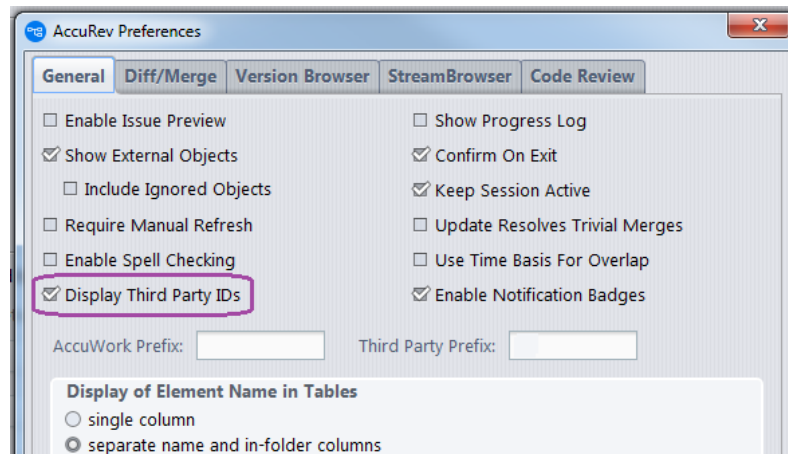 AccuRev Preferences
General Diff/Merge Version Browser StreamBrowser Code Review
Enable Issue Preview Show Progress Log
Show External Objects Confirm On Exit
Include Ignored Objects Keep Session Active
Require Manual Refresh Update Resolves Trivial Merges
Enable Spell Checking Use Time Basis For Overlap
Display Third Party IDs Enable Notification Badges
AccuWork Prefix: Third Party Prefix:
Display of Element Name in Tables
single column
separate name and in-folder columns